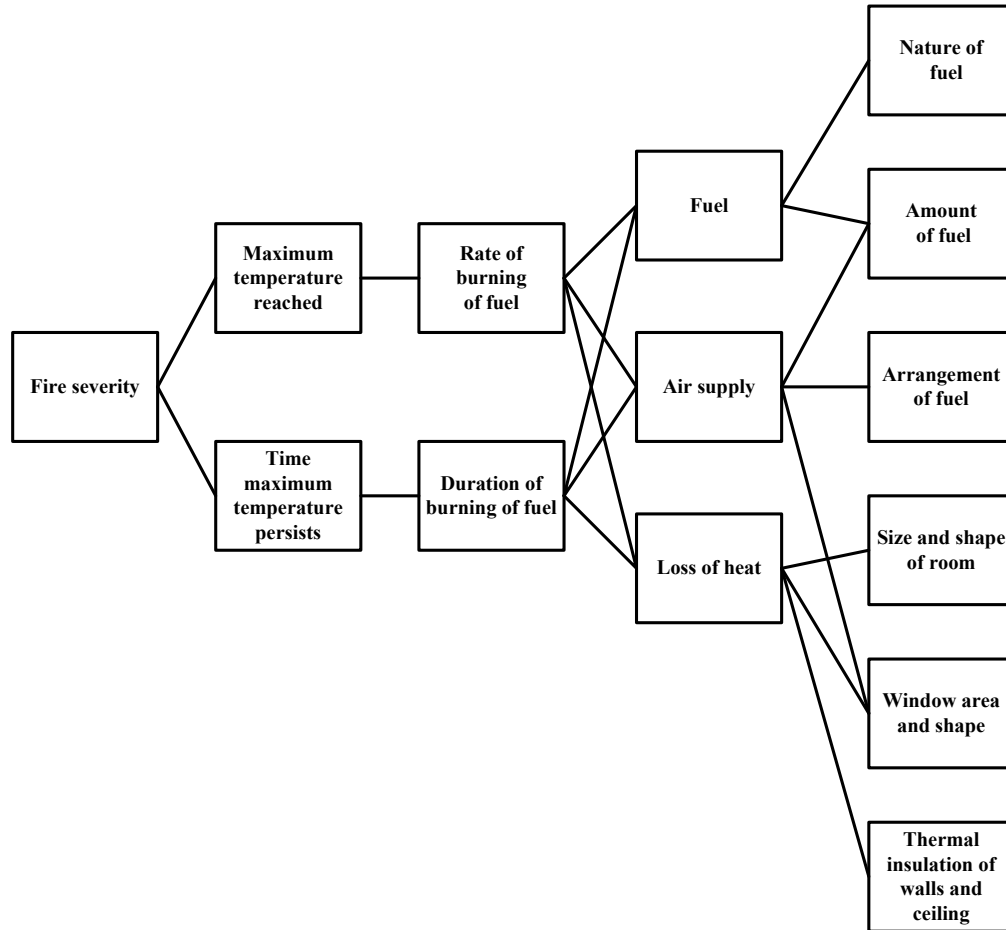 Fire severity
Maximum
temperature
reached
Time
maximum
temperature
persists
Rate of
burning
of fuel
Duration of
burning of fuel
Fuel
Air supply
Loss of heat
Nature of
fuel
Amount
of fuel
Arrangement
of fuel
Size and shape
of room
Window area
and shape
Thermal
insulation of
walls and
ceiling